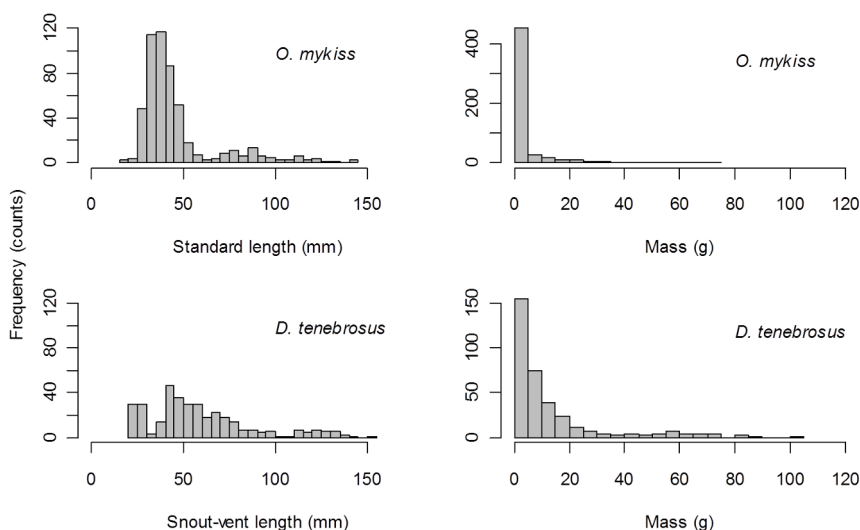 Frequency (counts)
0 40 80 120
O. mykiss
0 50 100 150
Standard length (mm)
0 200 400
O. mykiss
0 20 40 60 80 100 120
Mass (g)
0 40 80 120
D. tenebrosus
0 50 100 150
Snout-vent length (mm)
0 50 100 150
D. tenebrosus
0 20 40 60 80 100 120
Mass (g)